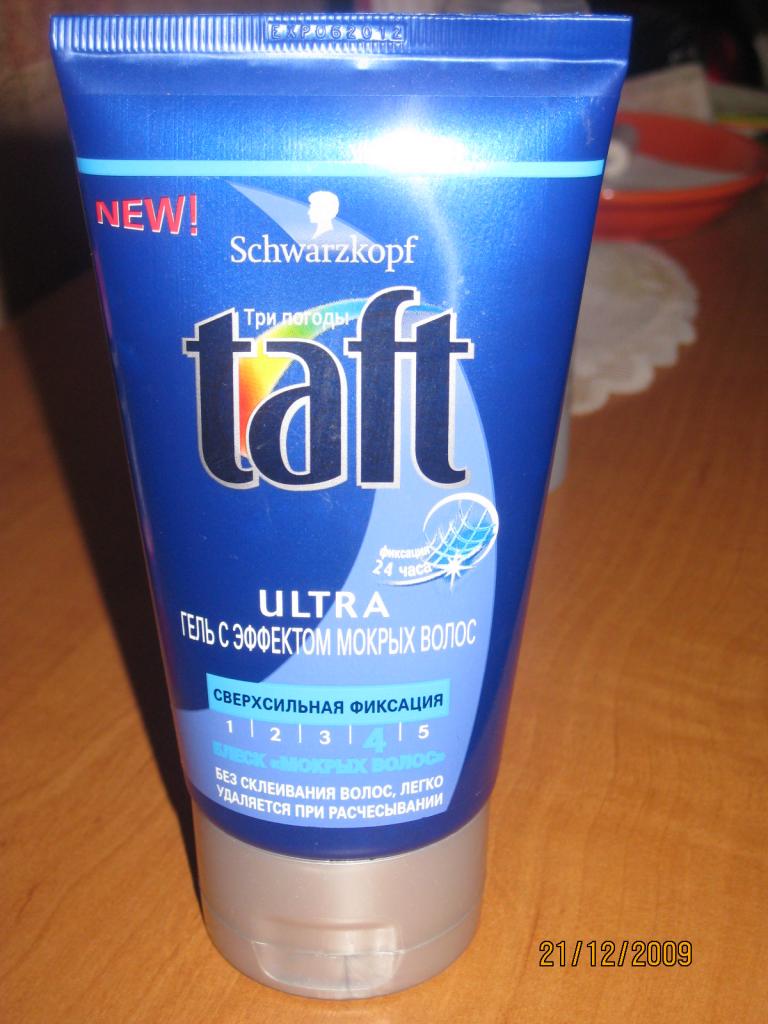 EXP062012
NEW!
Schwarzkopf
Три погоды
taft
фиксация
24 часа
ULTRA
ГЕЛЬ С ЭФФЕКТОМ МОКРЫХ ВОЛОС
СВЕРХСИЛЬНАЯ ФИКСАЦИЯ
1 | 2 | 3 | 4 | 5
БЛЕСК «МОКРЫХ ВОЛОС»
БЕЗ СКЛЕИВАНИЯ ВОЛОС, ЛЕГКО
УДАЛЯЕТСЯ ПРИ РАСЧЕСЫВАНИИ
21/12/2009